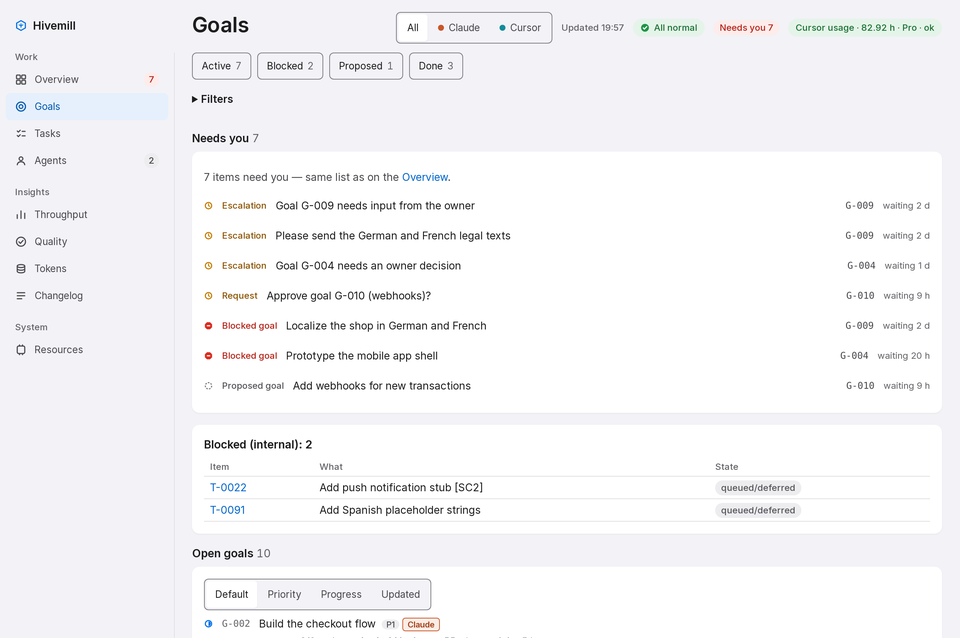 Hivemill
Work
Overview 7
Goals
Tasks
Agents 2
Insights
Throughput
Quality
Tokens
Changelog
System
Resources
Goals
All Claude Cursor Updated 19:57 All normal Needs you 7 Cursor usage · 82.92 h · Pro · ok
Active 7 Blocked 2 Proposed 1 Done 3
Filters
Needs you 7
7 items need you — same list as on the Overview.
Escalation Goal G-009 needs input from the owner G-009 waiting 2 d
Escalation Please send the German and French legal texts G-009 waiting 2 d
Escalation Goal G-004 needs an owner decision G-004 waiting 1 d
Request Approve goal G-010 (webhooks)? G-010 waiting 9 h
Blocked goal Localize the shop in German and French G-009 waiting 2 d
Blocked goal Prototype the mobile app shell G-004 waiting 20 h
Proposed goal Add webhooks for new transactions G-010 waiting 9 h
Blocked (internal): 2
Item What State
T-0022 Add push notification stub [SC2] queued/deferred
T-0091 Add Spanish placeholder strings queued/deferred
Open goals 10
Default Priority Progress Updated
G-002 Build the checkout flow P1 Claude